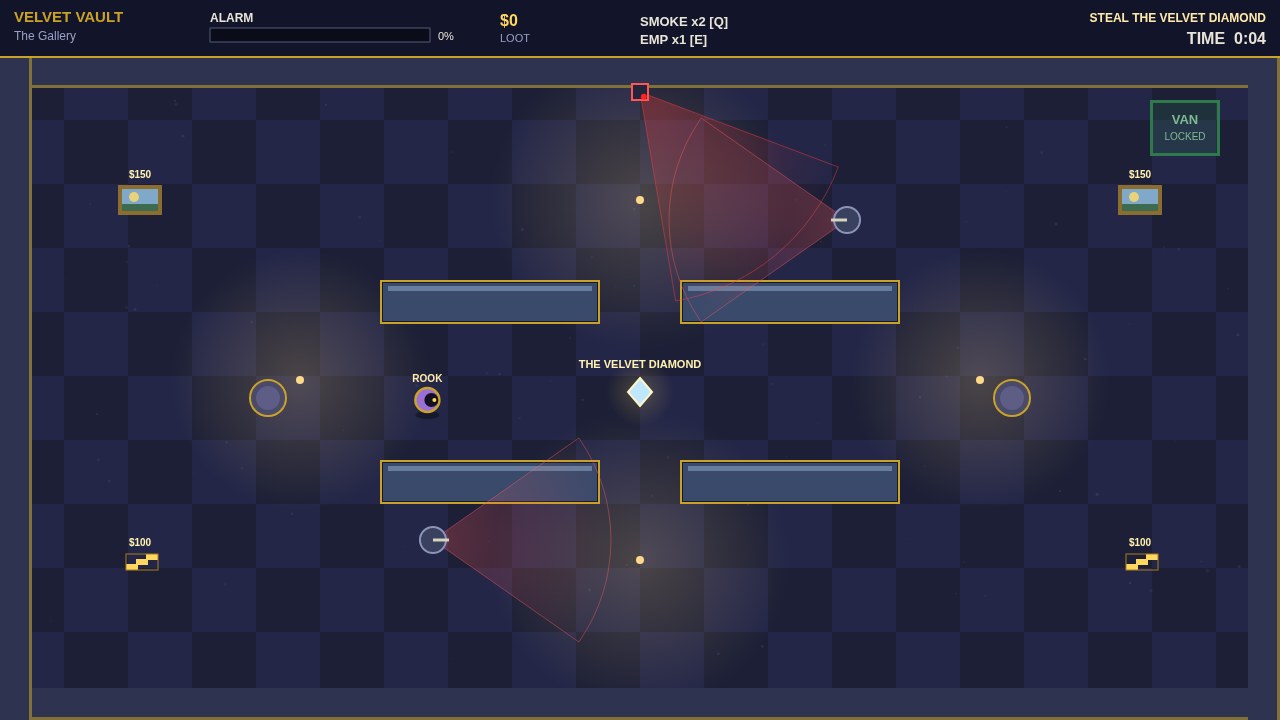 VELVET VAULT
The Gallery
ALARM
0%
$0
LOOT
SMOKE x2 [Q]
EMP x1 [E]
STEAL THE VELVET DIAMOND
TIME 0:04
VAN
LOCKED
$150
$150
THE VELVET DIAMOND
ROOK
$100
$100